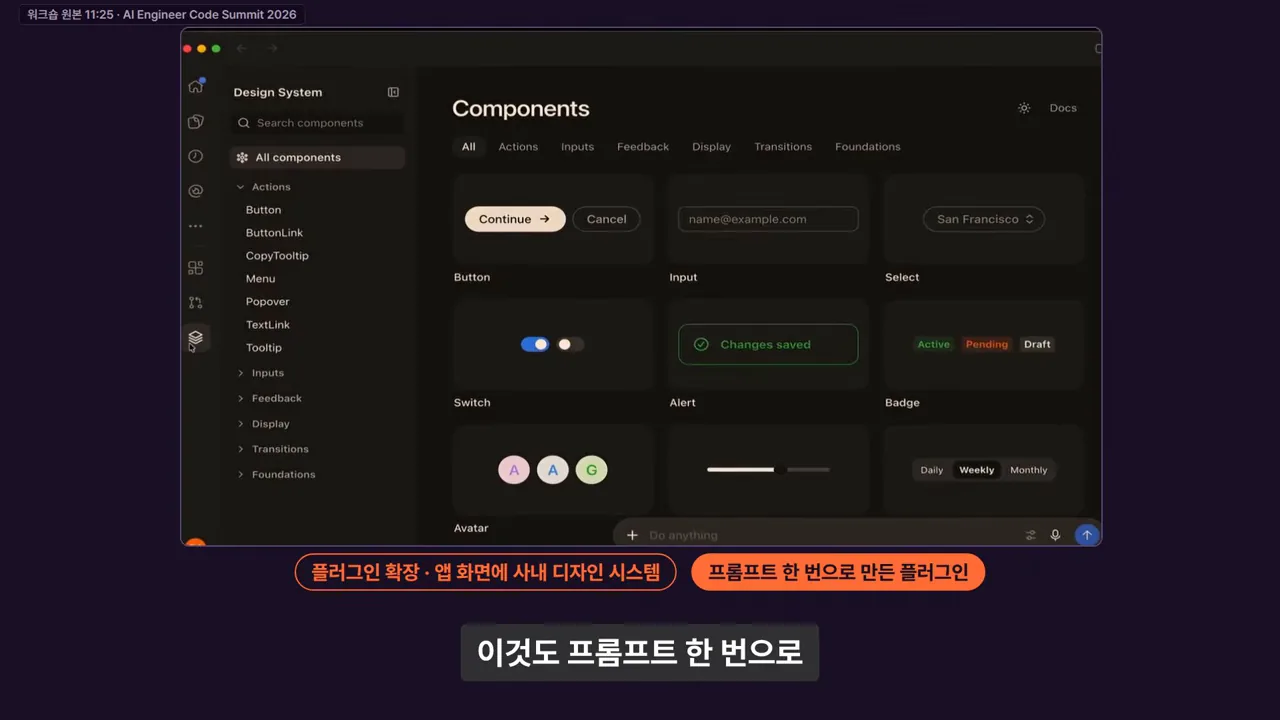 워크숍 원본 11:25 · AI Engineer Code Summit 2026
Design System
Search components
All components
Actions
Button
ButtonLink
CopyTooltip
Menu
Popover
TextLink
Tooltip
Inputs
Feedback
Display
Transitions
Foundations
Components
Docs
All Actions Inputs Feedback Display Transitions Foundations
Continue → Cancel
name@example.com
San Francisco
Button
Input
Select
Changes saved
Active Pending Draft
Switch
Alert
Badge
A A G
Daily Weekly Monthly
Avatar
Do anything
플러그인 확장 · 앱 화면에 사내 디자인 시스템
프롬프트 한 번으로 만든 플러그인
이것도 프롬프트 한 번으로